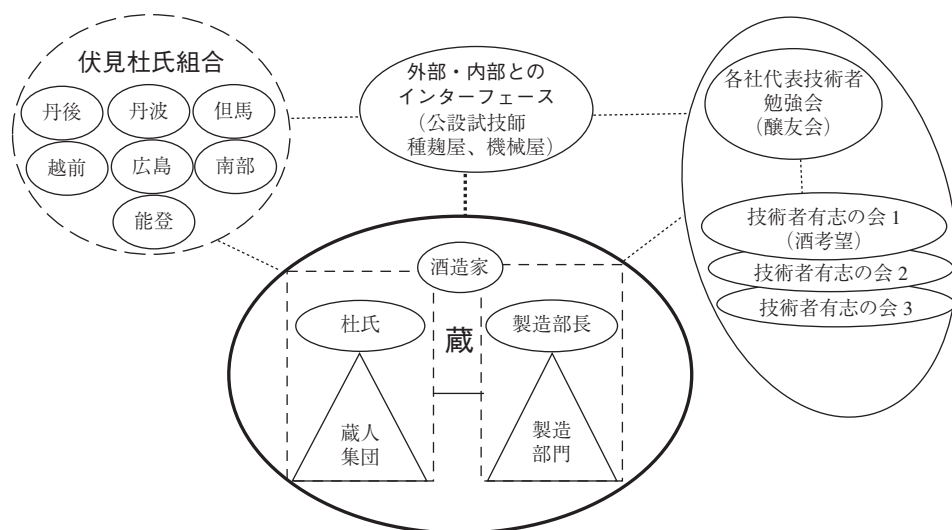 伏見杜氏組合
丹後
丹波
但馬
越前
広島
南部
能登
外部・内部との
インターフェース
（公設試技師
種麹屋、機械屋）
各社代表技術者
勉強会
（醸友会）
技術者有志の会 1
（酒考望）
技術者有志の会 2
技術者有志の会 3
酒造家
杜氏
蔵
製造部長
蔵人
集団
製造
部門